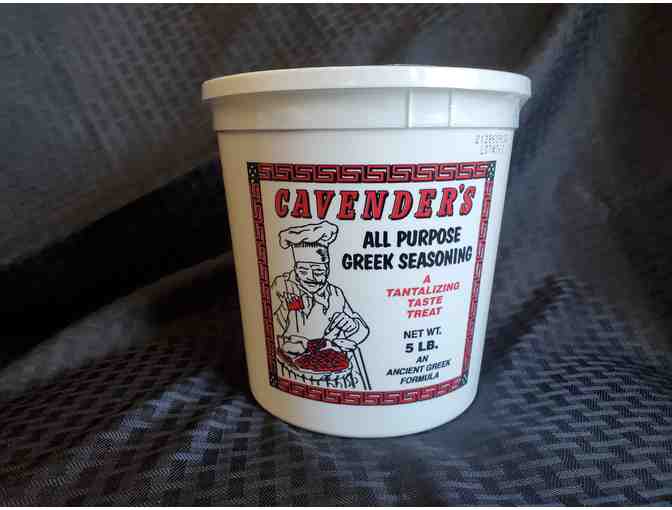 CAVENDER'S
ALL PURPOSE
GREEK SEASONING
A
TANTALIZING
TASTE
TREAT
NET WT.
5 LB.
AN
ANCIENT GREEK
FORMULA